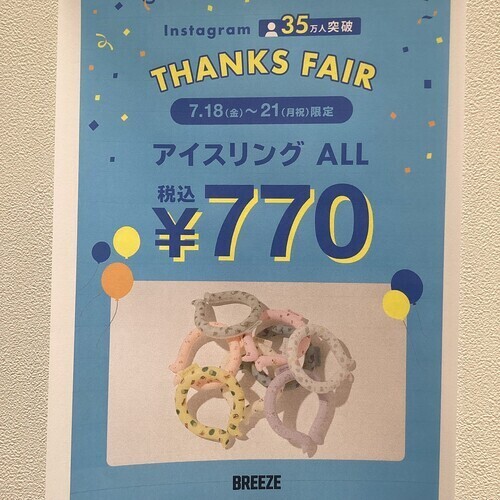 Instagram 35万人突破
THANKS FAIR
7.18(金)〜21(月祝)限定
アイスリング ALL
税込
¥770
BREEZE